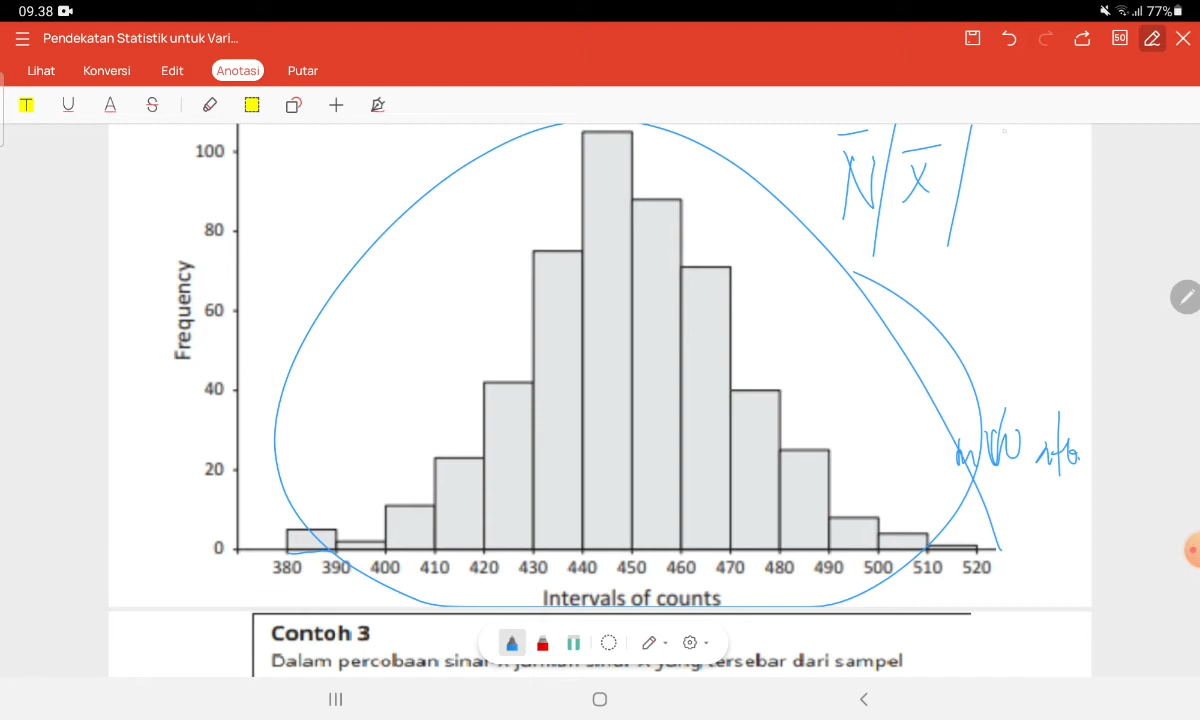 09.38 77%
Pendekatan Statistik untuk Vari... 50
Lihat Konversi Edit Anotasi Putar
T U A S
N̅ / x̅ /
100
80
60
40
20
0
Frequency
380 390 400 410 420 430 440 450 460 470 480 490 500 510 520
Intervals of counts
Contoh 3
Dalam percobaan sinar tersebar dari sampel